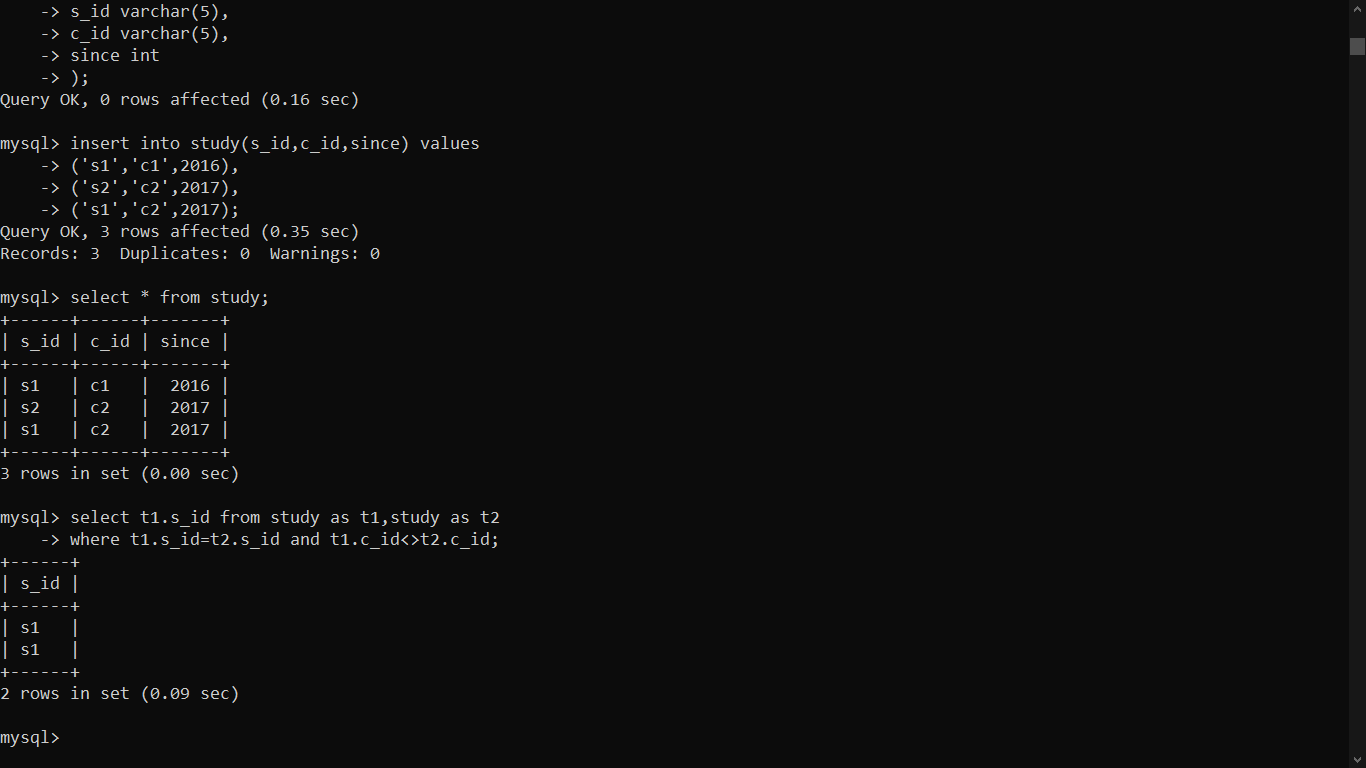 -> s_id varchar(5),
    -> c_id varchar(5),
    -> since int
    -> );
Query OK, 0 rows affected (0.16 sec)
mysql> insert into study(s_id,c_id,since) values
    -> ('s1','c1',2016),
    -> ('s2','c2',2017),
    -> ('s1','c2',2017);
Query OK, 3 rows affected (0.35 sec)
Records: 3  Duplicates: 0  Warnings: 0
mysql> select * from study;
+------+------+-------+
| s_id | c_id | since |
+------+------+-------+
| s1   | c1   |  2016 |
| s2   | c2   |  2017 |
| s1   | c2   |  2017 |
+------+------+-------+
3 rows in set (0.00 sec)
mysql> select t1.s_id from study as t1,study as t2
    -> where t1.s_id=t2.s_id and t1.c_id<>t2.c_id;
+------+
| s_id |
+------+
| s1   |
| s1   |
+------+
2 rows in set (0.09 sec)
mysql>